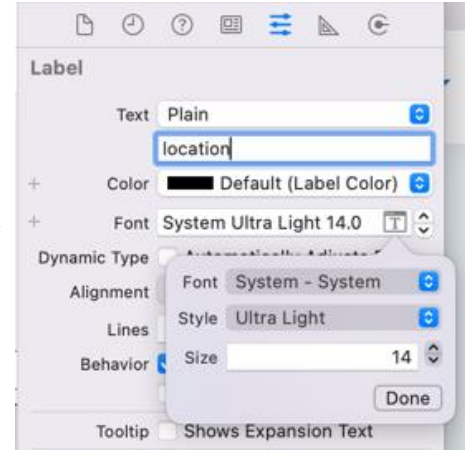 Label
Text Plain
location
+ Color Default (Label Color)
+ Font System Ultra Light 14.0 T
Dynamic Type
Alignment Font System - System
Lines Style Ultra Light
Behavior Size 14
Done
Tooltip Shows Expansion Text